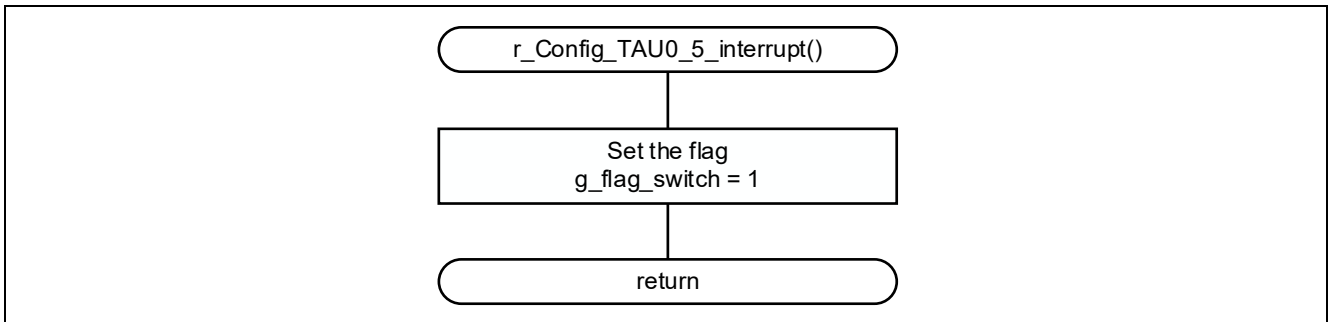 r_Config_TAU0_5_interrupt()
Set the flag
g_flag_switch = 1
return